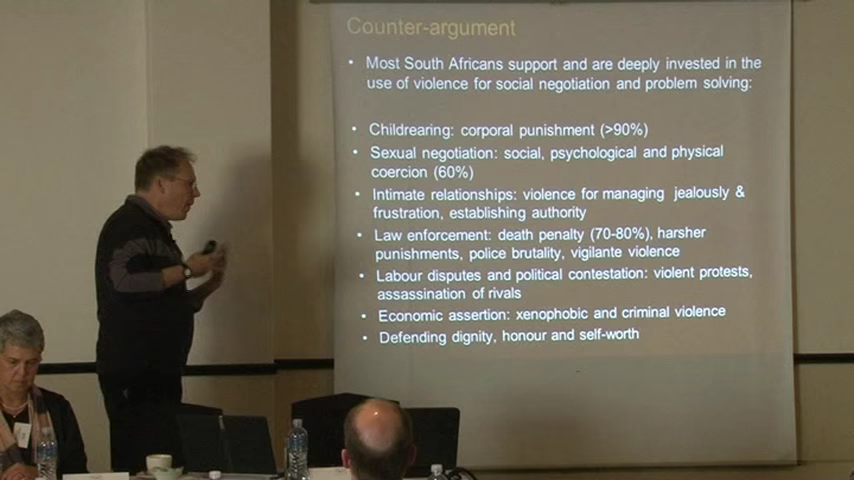 Counter-argument
• Most South Africans support and are deeply invested in the
use of violence for social negotiation and problem solving:
• Childrearing: corporal punishment (>90%)
• Sexual negotiation: social, psychological and physical
coercion (60%)
• Intimate relationships: violence for managing jealously &
frustration, establishing authority
• Law enforcement: death penalty (70-80%), harsher
punishments, police brutality, vigilante violence
• Labour disputes and political contestation: violent protests,
assassination of rivals
• Economic assertion: xenophobic and criminal violence
• Defending dignity, honour and self-worth